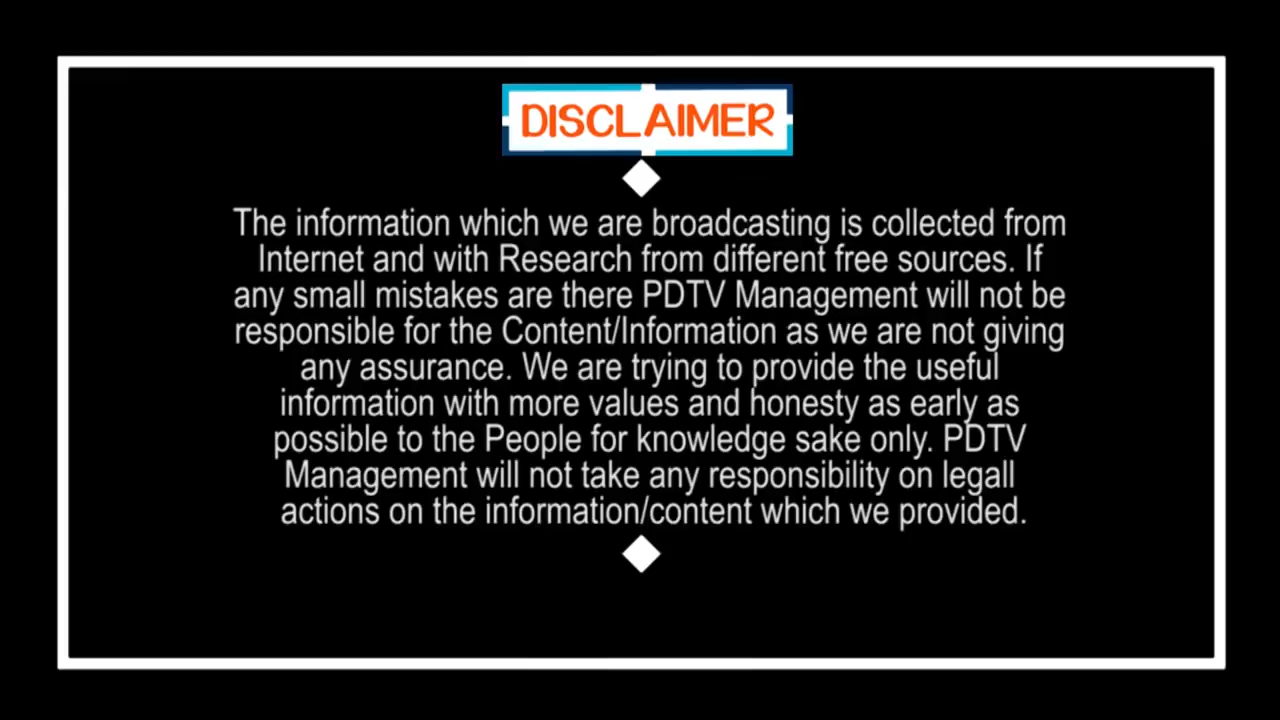 DISCLAIMER
The information which we are broadcasting is collected from
Internet and with Research from different free sources. If
any small mistakes are there PDTV Management will not be
responsible for the Content/Information as we are not giving
any assurance. We are trying to provide the useful
information with more values and honesty as early as
possible to the People for knowledge sake only. PDTV
Management will not take any responsibility on legall
actions on the information/content which we provided.